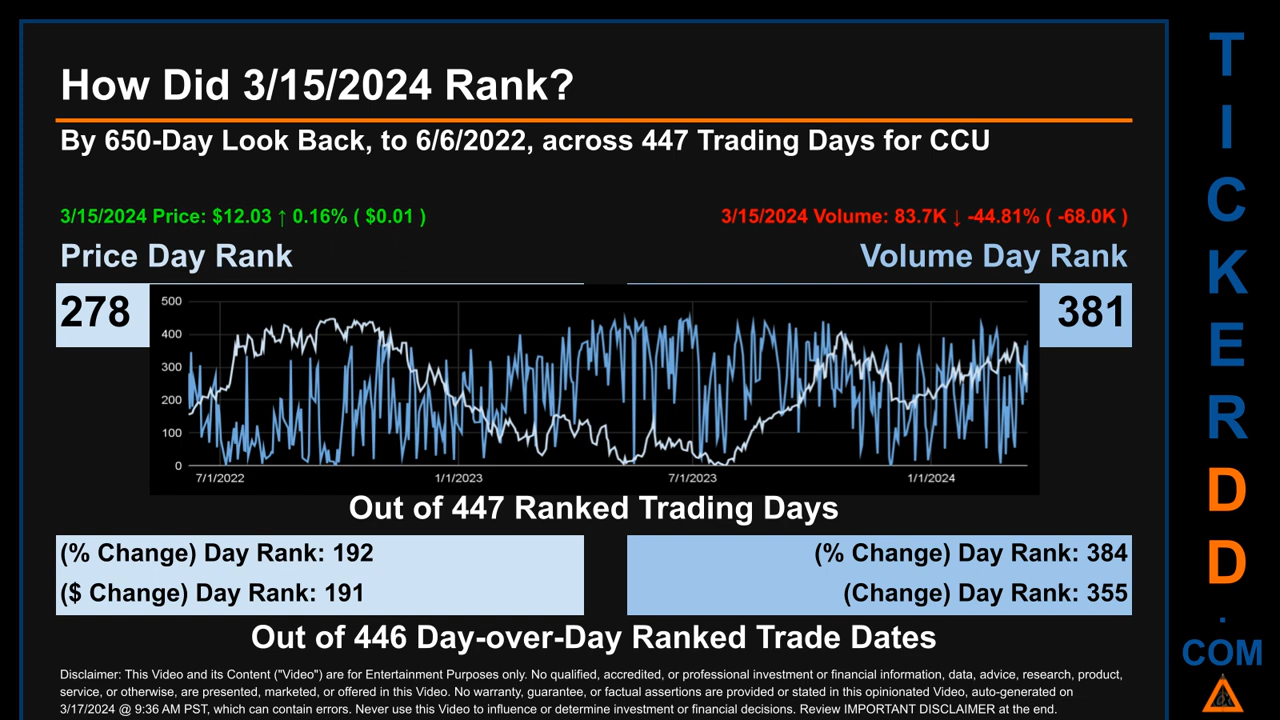 How Did 3/15/2024 Rank?
By 650-Day Look Back, to 6/6/2022, across 447 Trading Days for CCU
3/15/2024 Price: $12.03 ↑ 0.16% ( $0.01 )
3/15/2024 Volume: 83.7K ↓ -44.81% ( -68.0K )
Price Day Rank
Volume Day Rank
278
381
500
400
300
200
100
0
7/1/2022
1/1/2023
7/1/2023
1/1/2024
Out of 447 Ranked Trading Days
(% Change) Day Rank: 192
($ Change) Day Rank: 191
(% Change) Day Rank: 384
(Change) Day Rank: 355
Out of 446 Day-over-Day Ranked Trade Dates
Disclaimer: This Video and its Content ("Video") are for Entertainment Purposes only. No qualified, accredited, or professional investment or financial information, data, advice, research, product,
service, or otherwise, are presented, marketed, or offered in this Video. No warranty, guarantee, or factual assertions are provided or stated in this opinionated Video, auto-generated on
3/17/2024 @ 9:36 AM PST, which can contain errors. Never use this Video to influence or determine investment or financial decisions. Review IMPORTANT DISCLAIMER at the end.
T
I
C
K
E
R
D
D
.
COM